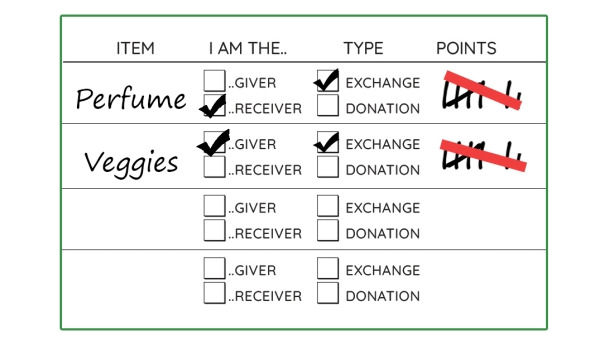 ITEM I AM THE.. TYPE POINTS
..GIVER EXCHANGE
Perfume
..RECEIVER DONATION
..GIVER EXCHANGE
Veggies
..RECEIVER DONATION
..GIVER EXCHANGE
..RECEIVER DONATION
..GIVER EXCHANGE
..RECEIVER DONATION